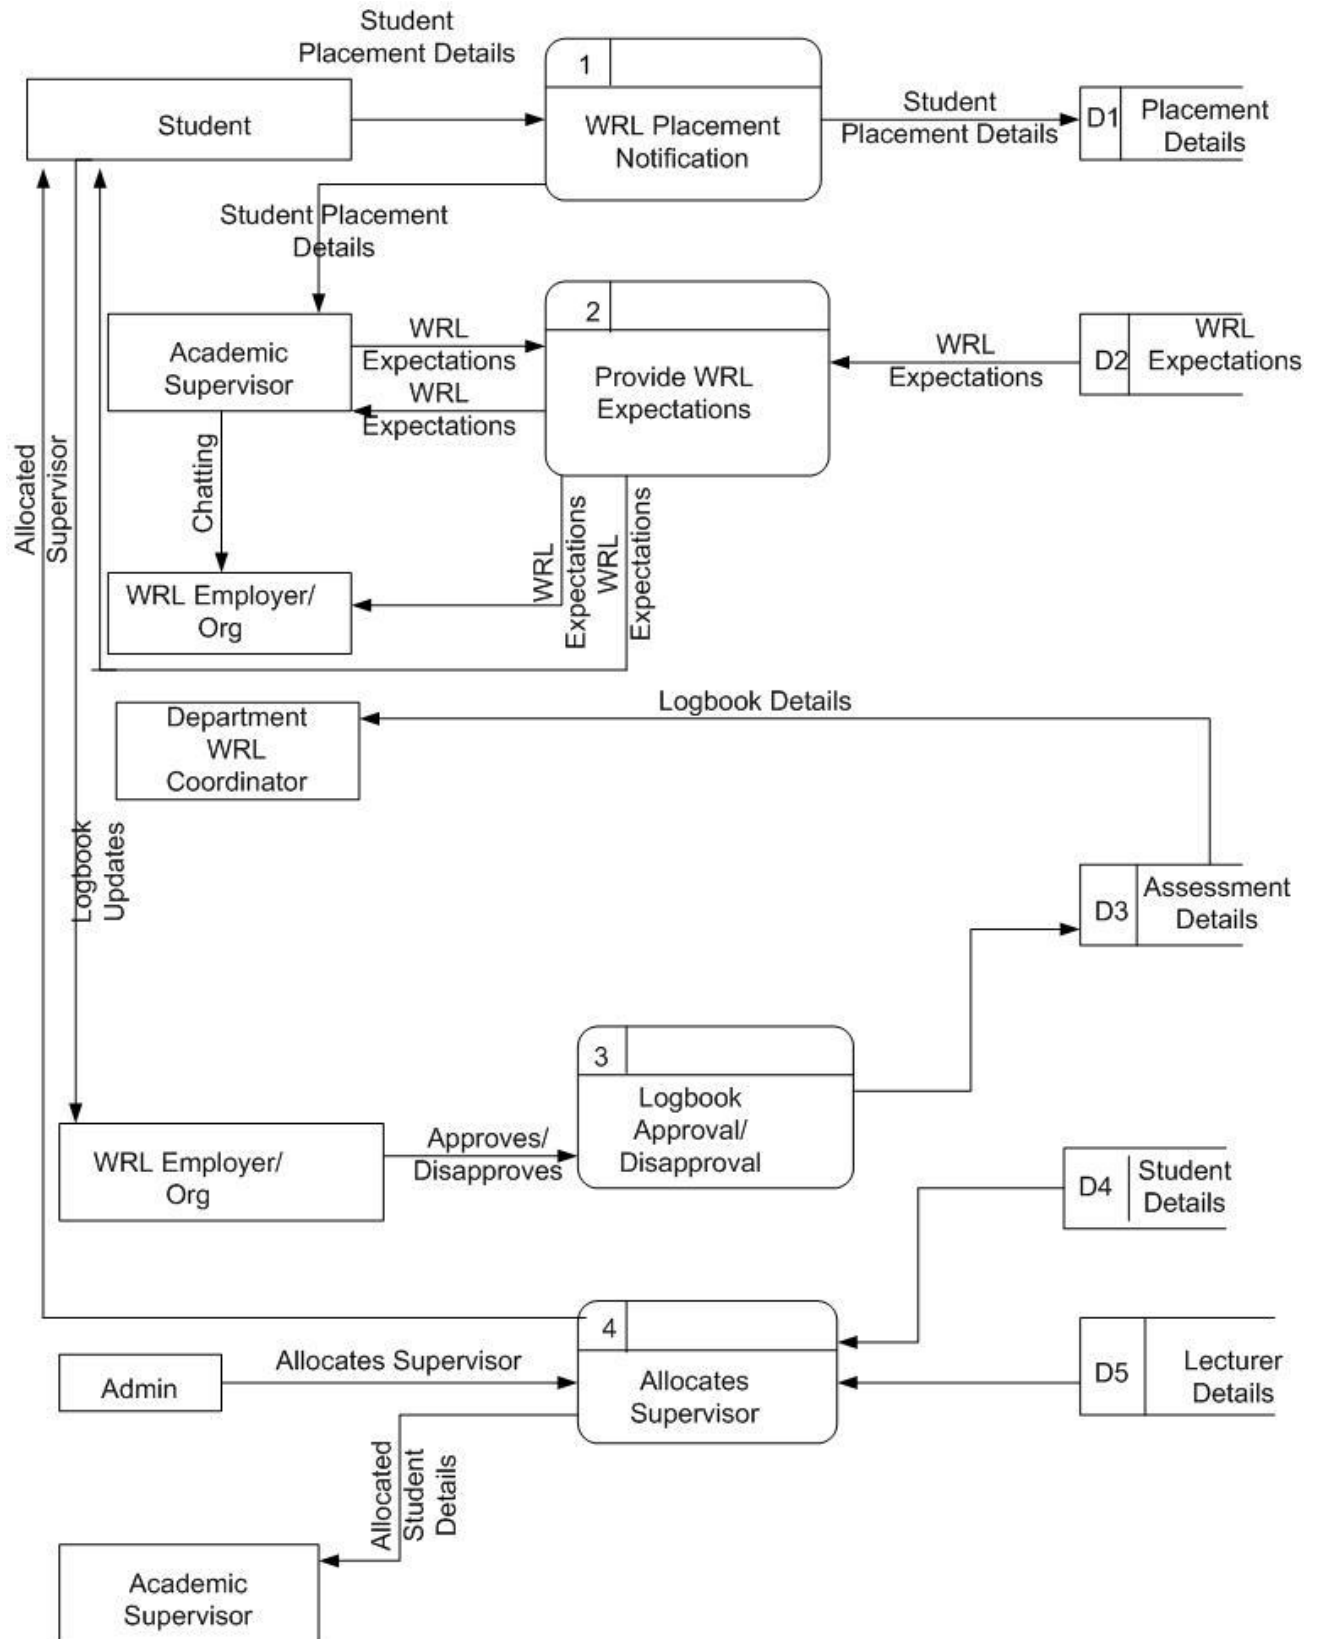 Student
Placement Details
1
Student
WRL Placement
Notification
Student
Placement Details
D1
Placement
Details
Student Placement
Details
2
Academic
Supervisor
WRL
Expectations
WRL
Expectations
Provide WRL
Expectations
WRL
Expectations
D2
WRL
Expectations
Allocated
Supervisor
Chatting
WRL
Expectations
WRL
Expectations
WRL Employer/
Org
Department
WRL
Coordinator
Logbook Details
Logbook
Updates
D3
Assessment
Details
3
Logbook
Approval/
Disapproval
WRL Employer/
Org
Approves/
Disapproves
D4
Student
Details
4
Admin
Allocates Supervisor
Allocates
Supervisor
D5
Lecturer
Details
Allocated
Student
Details
Academic
Supervisor